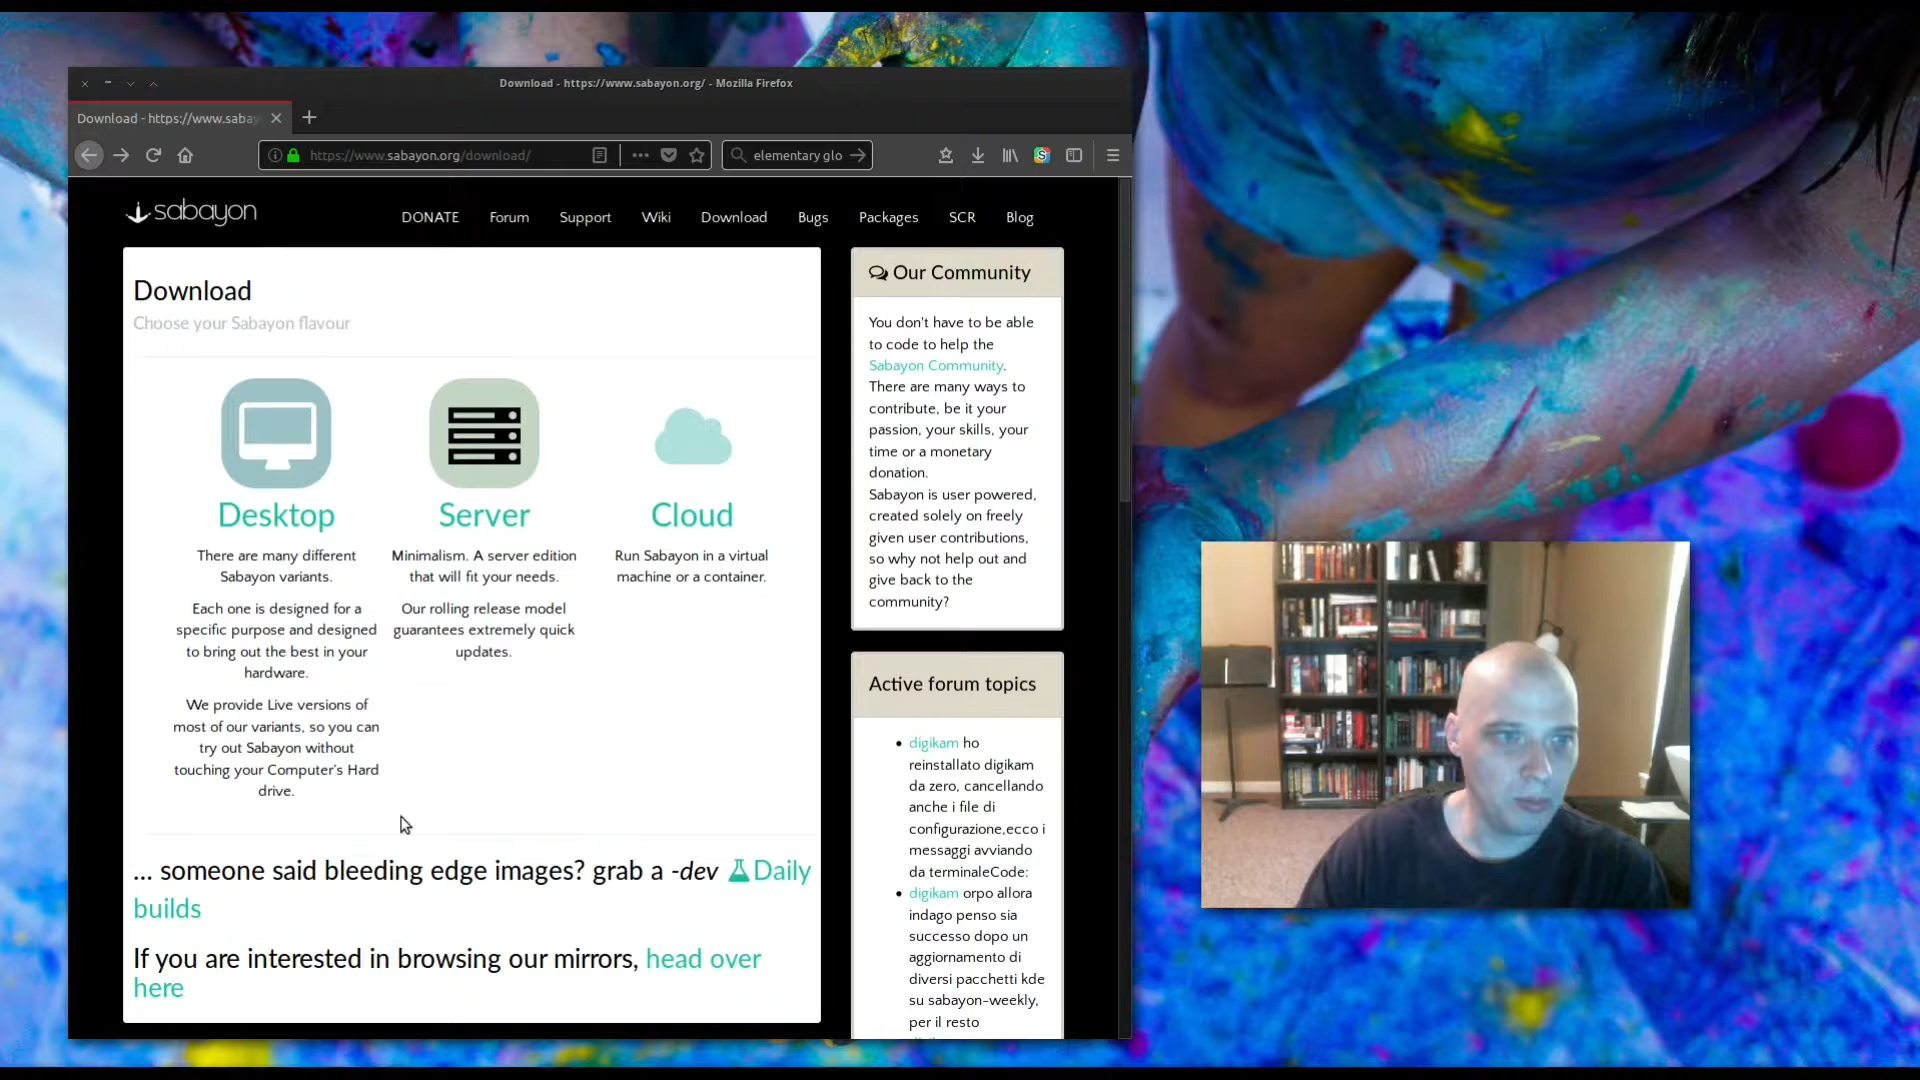 Download - https://www.sabayon.org/ - Mozilla Firefox
Download - https://www.sabay
https://www.sabayon.org/download/
elementary glo
sabayon
DONATE Forum Support Wiki Download Bugs Packages SCR Blog
Download
Choose your Sabayon flavour
Desktop
There are many different
Sabayon variants.
Each one is designed for a
specific purpose and designed
to bring out the best in your
hardware.
We provide Live versions of
most of our variants, so you can
try out Sabayon without
touching your Computer's Hard
drive.
Server
Minimalism. A server edition
that will fit your needs.
Our rolling release model
guarantees extremely quick
updates.
Cloud
Run Sabayon in a virtual
machine or a container.
... someone said bleeding edge images? grab a -dev Daily
builds
If you are interested in browsing our mirrors, head over
here
Our Community
You don't have to be able
to code to help the
Sabayon Community.
There are many ways to
contribute, be it your
passion, your skills, your
time or a monetary
donation.
Sabayon is user powered,
created solely on freely
given user contributions,
so why not help out and
give back to the
community?
Active forum topics
digikam ho
reinstallato digikam
da zero, cancellando
anche i file di
configurazione,ecco i
messaggi avviando
da terminaleCode:
digikam orpo allora
indago penso sia
successo dopo un
aggiornamento di
diversi pacchetti kde
su sabayon-weekly,
per il resto